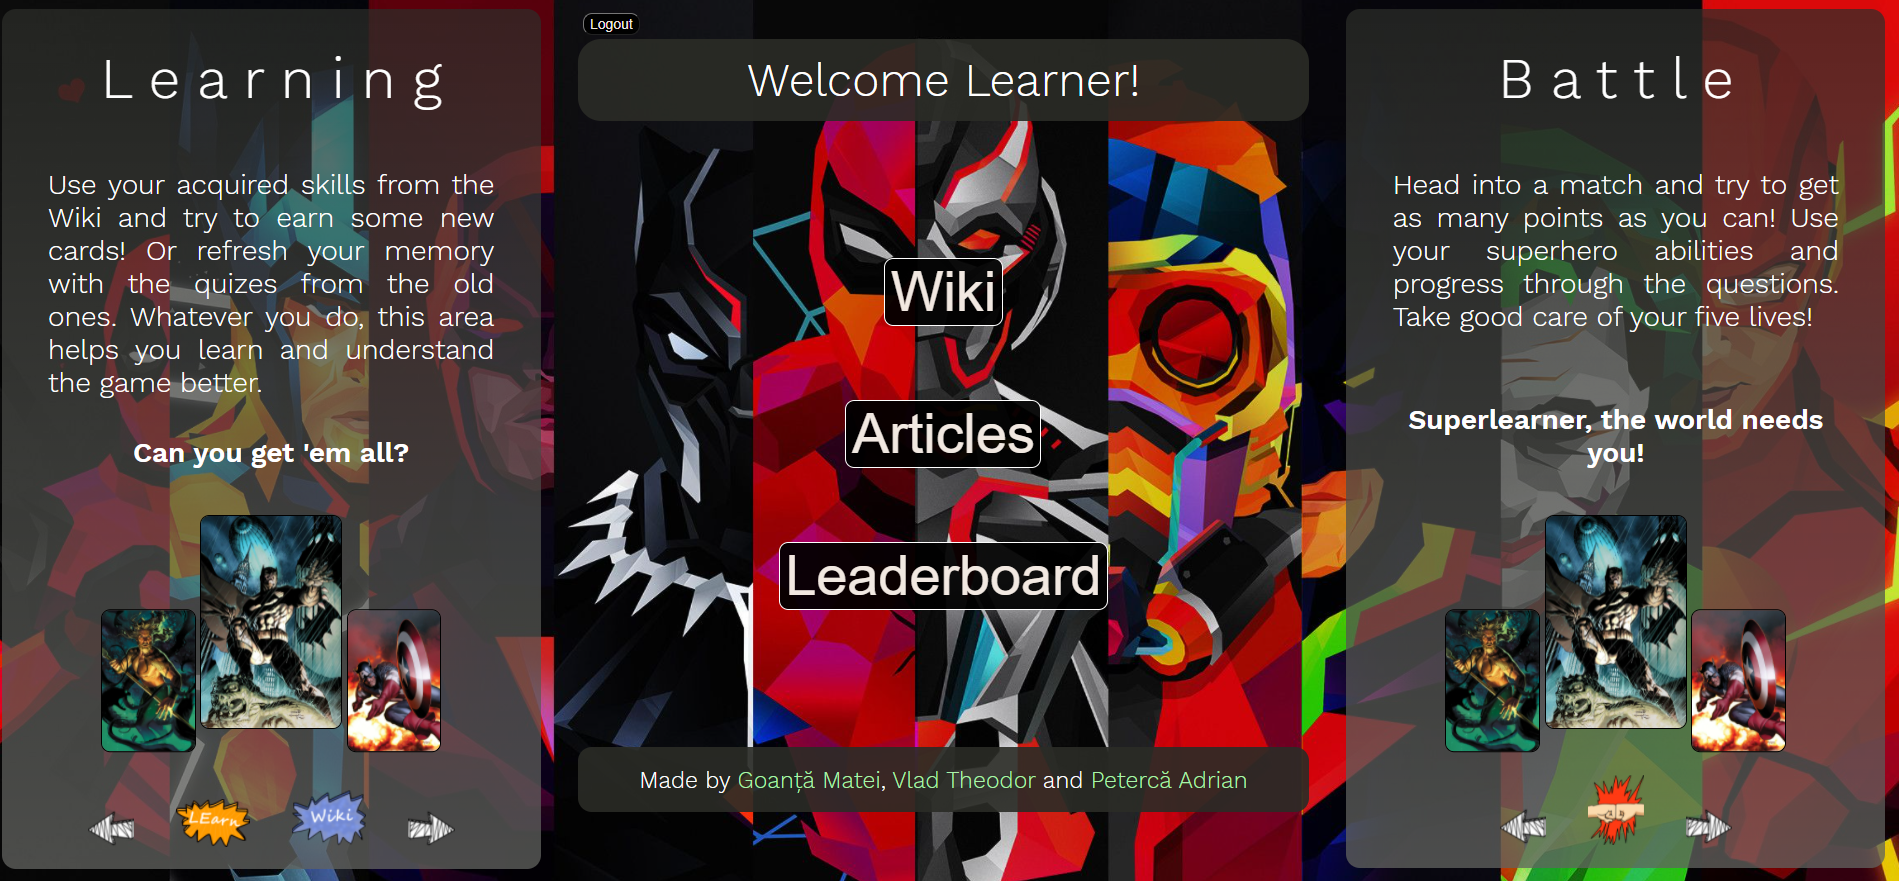 Learning
Use your acquired skills from the
Wiki and try to earn some new
cards! Or refresh your memory
with the quizes from the old
ones. Whatever you do, this area
helps you learn and understand
the game better.
Can you get 'em all?
LEarn
Wiki
Logout
Welcome Learner!
Wiki
Articles
Leaderboard
Made by Goanță Matei, Vlad Theodor and Petercă Adrian
Battle
Head into a match and try to get
as many points as you can! Use
your superhero abilities and
progress through the questions.
Take good care of your five lives!
Superlearner, the world needs
you!